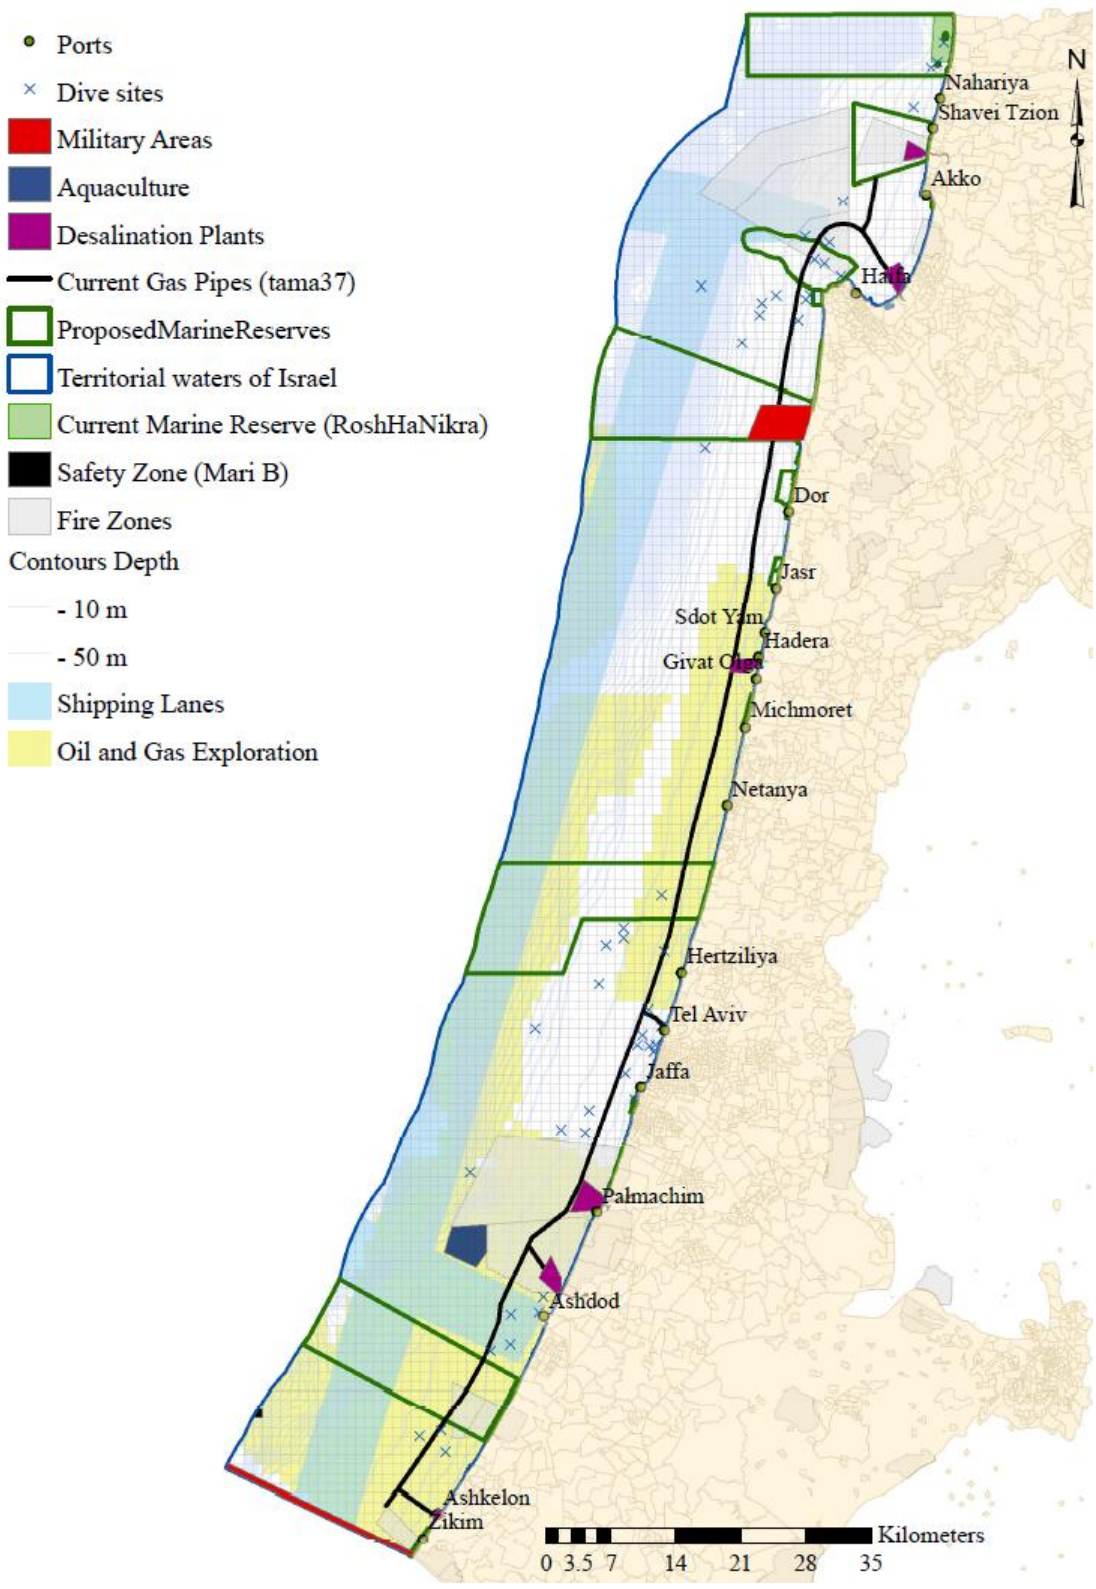 Ports
Dive sites
Military Areas
Aquaculture
Desalination Plants
Current Gas Pipes (tama37)
ProposedMarineReserves
Territorial waters of Israel
Current Marine Reserve (RoshHaNikra)
Safety Zone (Mari B)
Fire Zones
Contours Depth
- 10 m
- 50 m
Shipping Lanes
Oil and Gas Exploration
N
Nahariya
Shavei Tzion
Akko
Haifa
Dor
Jasr
Sdot Yam
Hadera
Givat Olga
Michmoret
Netanya
Hertziliya
Tel Aviv
Jaffa
Palmachim
Ashdod
Ashkelon
Zikim
Kilometers
0 3.5 7 14 21 28 35